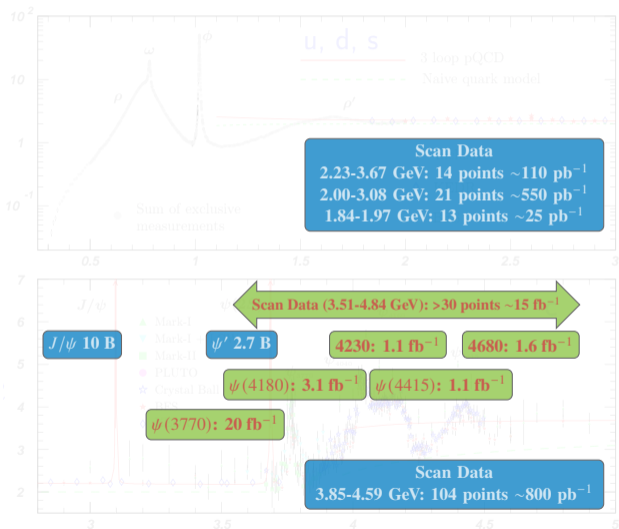 10²
u, d, s
ϕ
ω
3-loop pQCD
10
Naive quark model
ρ
ρ′
1
Scan Data
2.23-3.67 GeV: 14 points ~110 pb⁻¹
2.00-3.08 GeV: 21 points ~550 pb⁻¹
1.84-1.97 GeV: 13 points ~25 pb⁻¹
10⁻¹
Sum of exclusive
measurements
0.5 1 1.5 2 2.5 3
7
J/ψ
Scan Data (3.51-4.84 GeV): >30 points ~15 fb⁻¹
6
Mark-I
J/ψ 10 B
ψ′ 2.7 B
4230: 1.1 fb⁻¹
4680: 1.6 fb⁻¹
5
PLUTO
ψ(4180): 3.1 fb⁻¹
ψ(4415): 1.1 fb⁻¹
Crystal Ball
4
ψ(3770): 20 fb⁻¹
3
Scan Data
3.85-4.59 GeV: 104 points ~800 pb⁻¹
2
3 3.5 4 4.5 5